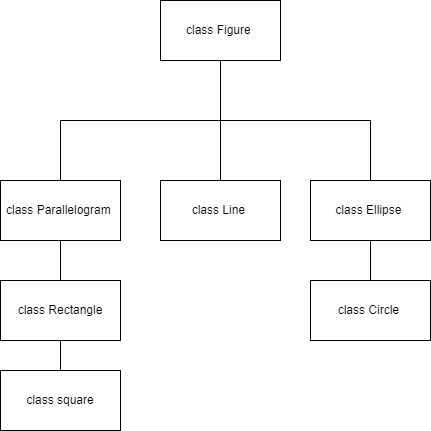 class Figure
class Parallelogram
class Line
class Ellipse
class Rectangle
class Circle
class square